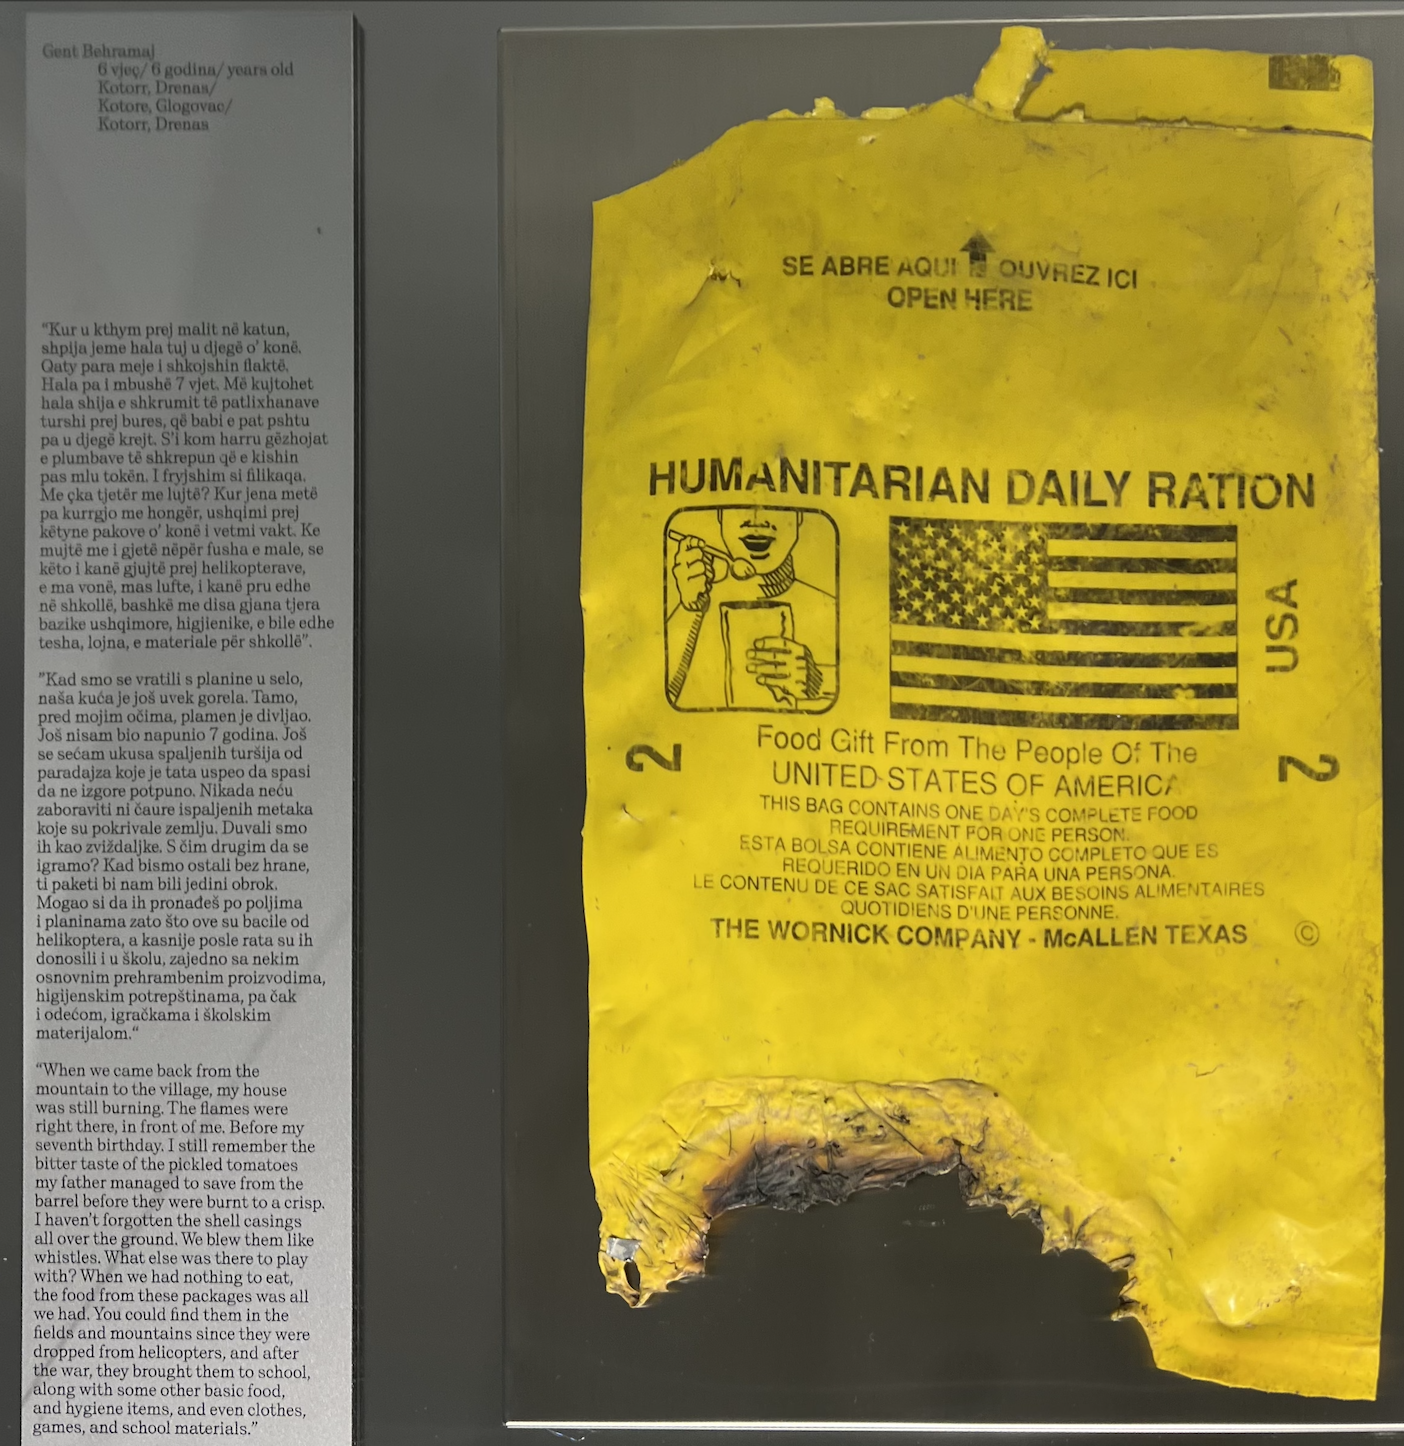 Gent Behramaj
6 vjeç/ 6 godina/ years old
Kotorr, Drenas/
Kotore, Glogovac/
Kotorr, Drenas
“Kur u kthym prej malit në katun,
shpija jeme hala tuj u djegë o’ konë.
Qaty para meje i shkojshin flaktë.
Hala pa i mbushë 7 vjet. Më kujtohet
hala shija e shkrumit të patlixhanave
turshi prej bures, që babi e pat pshtu
pa u djegë krejt. S’i kom harru gëzhojat
e plumbave të shkrepun që e kishin
pas mlu tokën. I fryjshim si filikaqa.
Me çka tjetër me lujtë? Kur jena metë
pa kurrgjo me hongër, ushqimi prej
këtyne pakove o’ konë i vetmi vakt. Ke
mujtë me i gjetë nëpër fusha e male, se
këto i kanë gjujtë prej helikopterave,
e ma vonë, mas lufte, i kanë pru edhe
në shkollë, bashkë me disa gjana tjera
bazike ushqimore, higjienike, e bile edhe
tesha, lojna, e materiale për shkollë”.
“Kad smo se vratili s planine u selo,
naša kuća je još uvek gorela. Tamo,
pred mojim očima, plamen je divljao.
Još nisam bio napunio 7 godina. Još
se sećam ukusa spaljenih turšija od
paradajza koje je tata uspeo da spasi
da ne izgore potpuno. Nikada neću
zaboraviti ni čaure ispaljenih metaka
koje su pokrivale zemlju. Duvali smo
ih kao zviždaljke. S čim drugim da se
igramo? Kad bismo ostali bez hrane,
ti paketi bi nam bili jedini obrok.
Mogao si da ih pronađeš po poljima
i planinama zato što ove su bacile od
helikoptera, a kasnije posle rata su ih
donosili i u školu, zajedno sa nekim
osnovnim prehrambenim proizvodima,
higijenskim potrepštinama, pa čak
i odećom, igračkama i školskim
materijalom.“
“When we came back from the
mountain to the village, my house
was still burning. The flames were
right there, in front of me. Before my
seventh birthday. I still remember the
bitter taste of the pickled tomatoes
my father managed to save from the
barrel before they were burnt to a crisp.
I haven’t forgotten the shell casings
all over the ground. We blew them like
whistles. What else was there to play
with? When we had nothing to eat,
the food from these packages was all
we had. You could find them in the
fields and mountains since they were
dropped from helicopters, and after
the war, they brought them to school,
along with some other basic food,
and hygiene items, and even clothes,
games, and school materials.”
SE ABRE AQUI OUVREZ ICI
OPEN HERE
HUMANITARIAN DAILY RATION
USA
2 2
Food Gift From The People Of The
UNITED STATES OF AMERICA
THIS BAG CONTAINS ONE DAY'S COMPLETE FOOD
REQUIREMENT FOR ONE PERSON.
ESTA BOLSA CONTIENE ALIMENTO COMPLETO QUE ES
REQUERIDO EN UN DIA PARA UNA PERSONA.
LE CONTENU DE CE SAC SATISFAIT AUX BESOINS ALIMENTAIRES
QUOTIDIENS D'UNE PERSONNE.
THE WORNICK COMPANY - McALLEN TEXAS ©